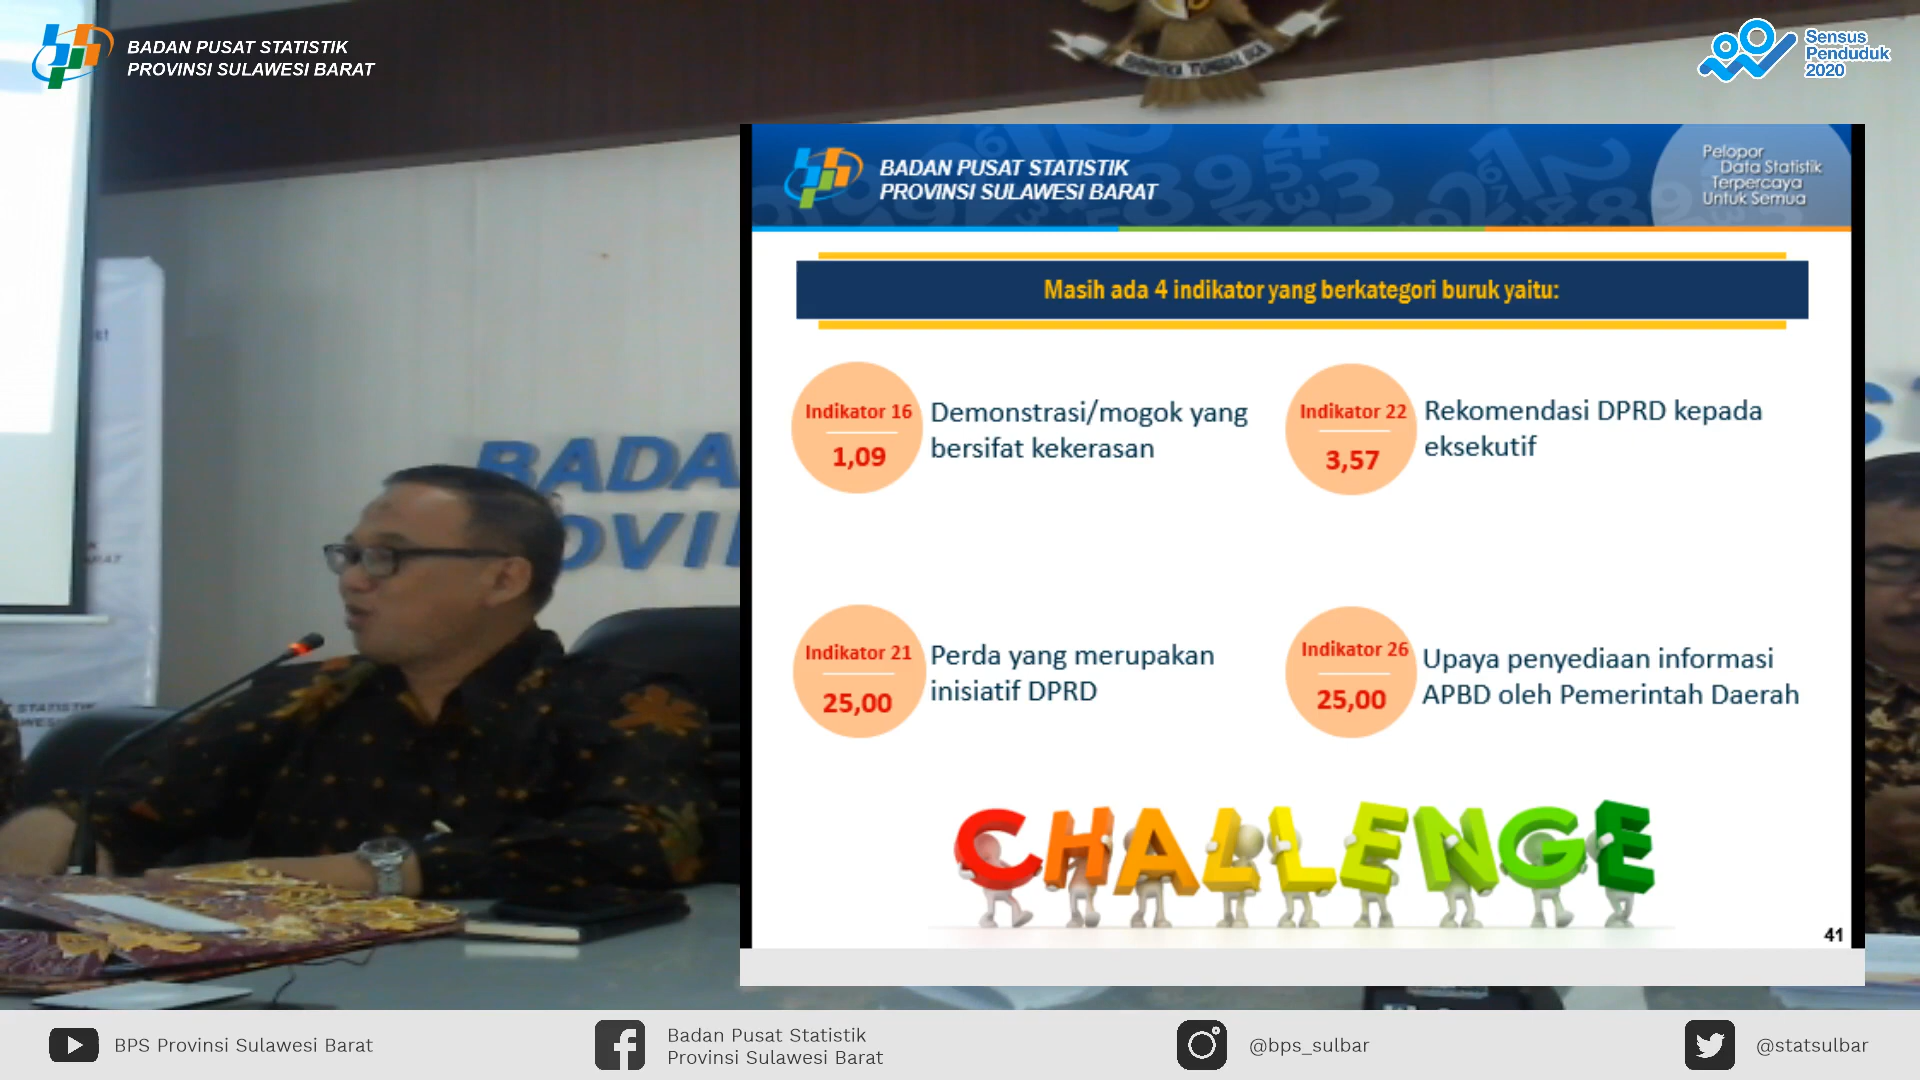 BADAN PUSAT STATISTIK
PROVINSI SULAWESI BARAT
Sensus
Penduduk
2020
BADAN PUSAT STATISTIK
PROVINSI SULAWESI BARAT
Pelopor
Data Statistik
Terpercaya
Untuk Semua
Masih ada 4 indikator yang berkategori buruk yaitu:
Indikator 16
1,09
Demonstrasi/mogok yang
bersifat kekerasan
Indikator 22
3,57
Rekomendasi DPRD kepada
eksekutif
Indikator 21
25,00
Perda yang merupakan
inisiatif DPRD
Indikator 26
25,00
Upaya penyediaan informasi
APBD oleh Pemerintah Daerah
CHALLENGE
41
BADA
OVI
BPS Provinsi Sulawesi Barat
Badan Pusat Statistik
Provinsi Sulawesi Barat
@bps_sulbar
@statsulbar